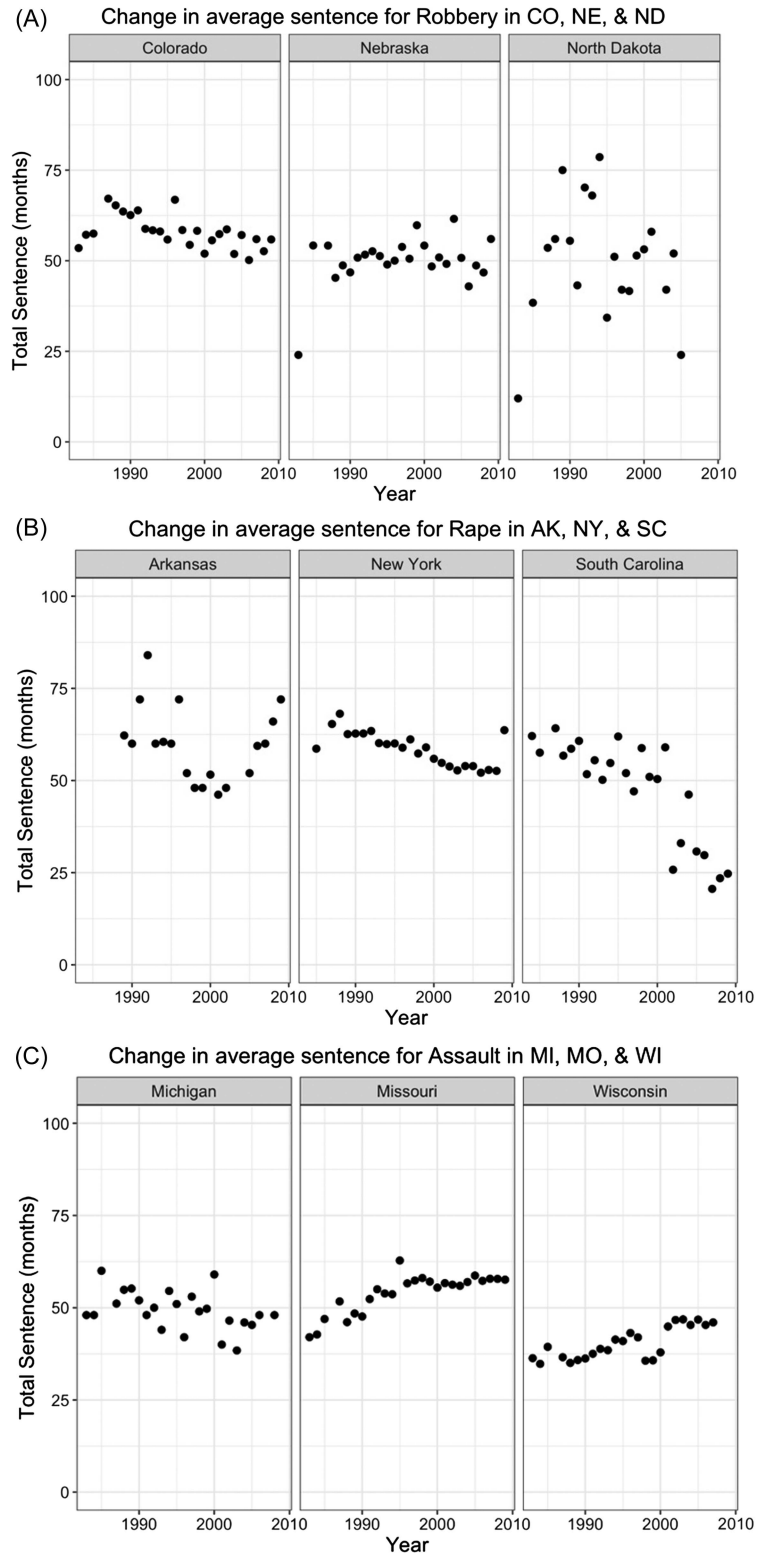 (A) Change in average sentence for Robbery in CO, NE, & ND
Colorado Nebraska North Dakota
100
75
50
25
0
Total Sentence (months)
1990 2000 2010 1990 2000 2010 1990 2000 2010
Year
(B) Change in average sentence for Rape in AK, NY, & SC
Arkansas New York South Carolina
100
75
50
25
0
Total Sentence (months)
1990 2000 2010 1990 2000 2010 1990 2000 2010
Year
(C) Change in average sentence for Assault in MI, MO, & WI
Michigan Missouri Wisconsin
100
75
50
25
0
Total Sentence (months)
1990 2000 2010 1990 2000 2010 1990 2000 2010
Year